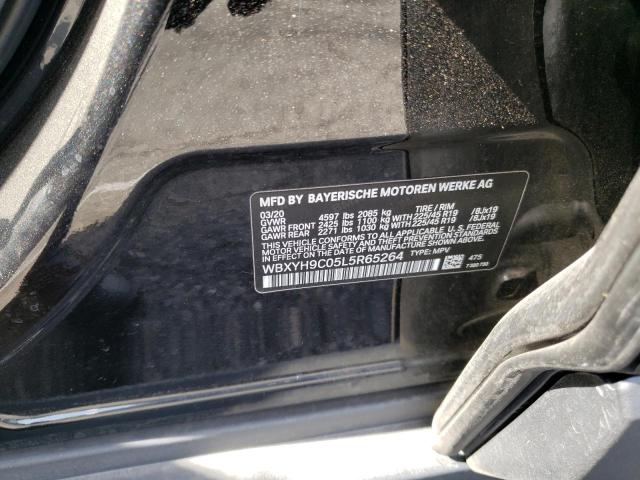 MFD BY BAYERISCHE MOTOREN WERKE AG
03/20 4597 lbs 2085 kg TIRE / RIM
GVWR
GAWR FRONT 2425 lbs 1100 kg WITH 225/45 R19 /8Jx19
GAWR REAR 2271 lbs 1030 kg WITH 225/45 R19 /8Jx19
THIS VEHICLE CONFORMS TO ALL APPLICABLE U.S. FEDERAL
MOTOR VEHICLE SAFETY, BUMPER, AND THEFT PREVENTION
STANDARDS IN EFFECT ON THE DATE OF MANUFACTURE SHOWN ABOVE.
WBXYH9C05L5R65264 TYPE: MPV
475